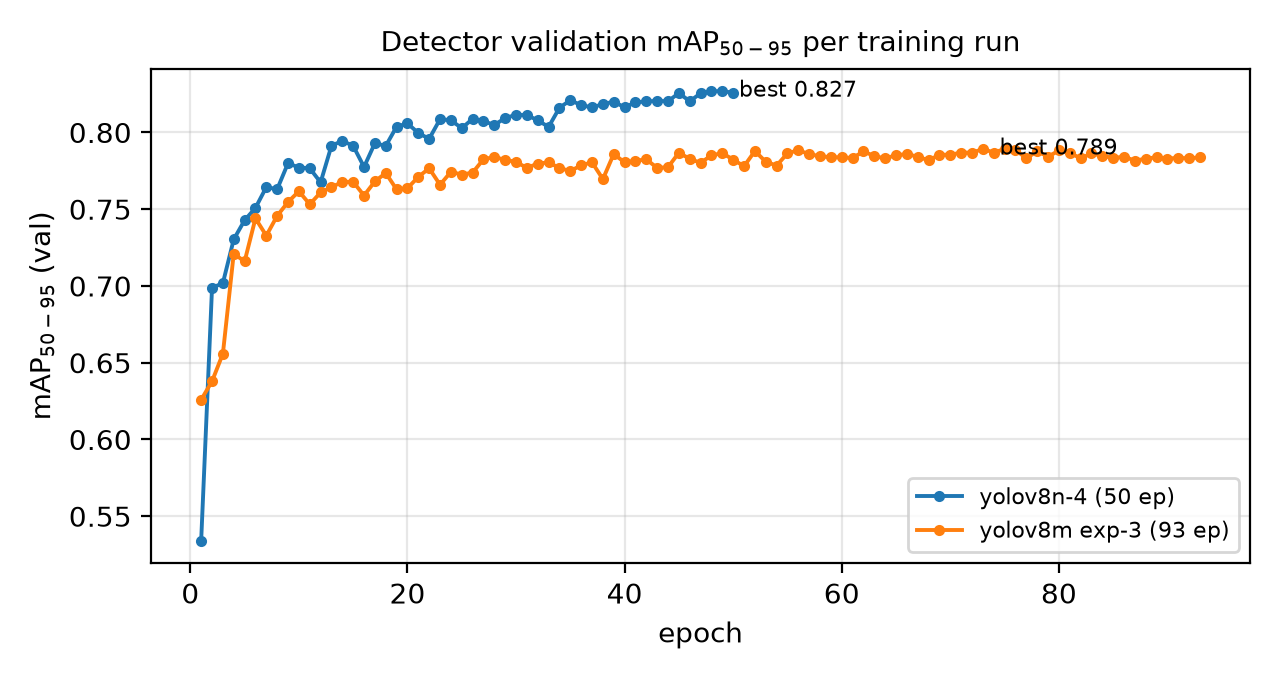 Detector validation mAP₅₀₋₉₅ per training run
best 0.827
best 0.789
0.80
0.75
0.70
0.65
0.60
0.55
mAP₅₀₋₉₅ (val)
yolov8n-4 (50 ep)
yolov8m exp-3 (93 ep)
0 20 40 60 80
epoch